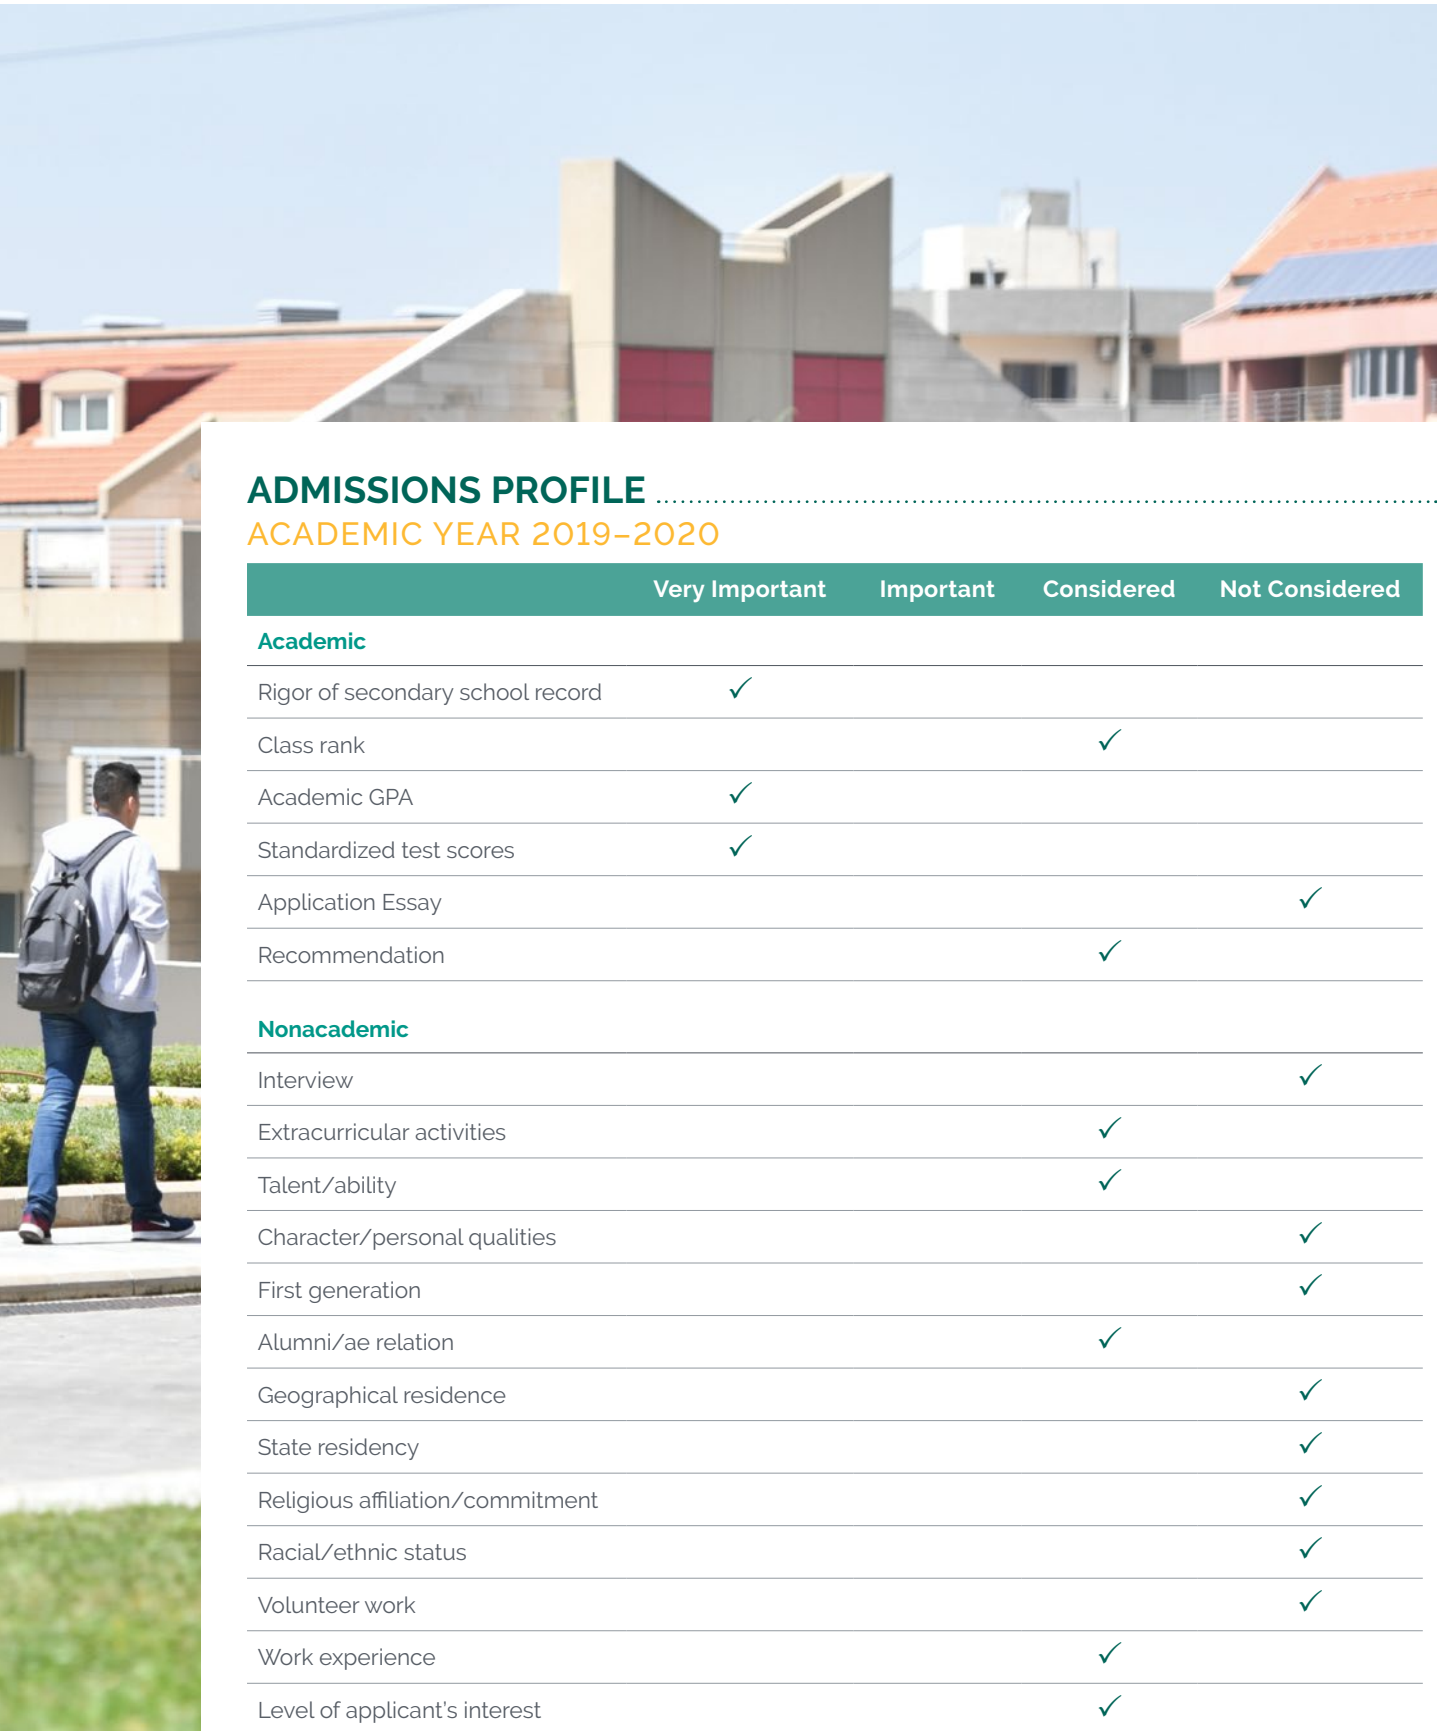 ADMISSIONS PROFILE
ACADEMIC YEAR 2019–2020
Very Important Important Considered Not Considered
Academic
Rigor of secondary school record ✓
Class rank ✓
Academic GPA ✓
Standardized test scores ✓
Application Essay ✓
Recommendation ✓
Nonacademic
Interview ✓
Extracurricular activities ✓
Talent/ability ✓
Character/personal qualities ✓
First generation ✓
Alumni/ae relation ✓
Geographical residence ✓
State residency ✓
Religious affiliation/commitment ✓
Racial/ethnic status ✓
Volunteer work ✓
Work experience ✓
Level of applicant's interest ✓